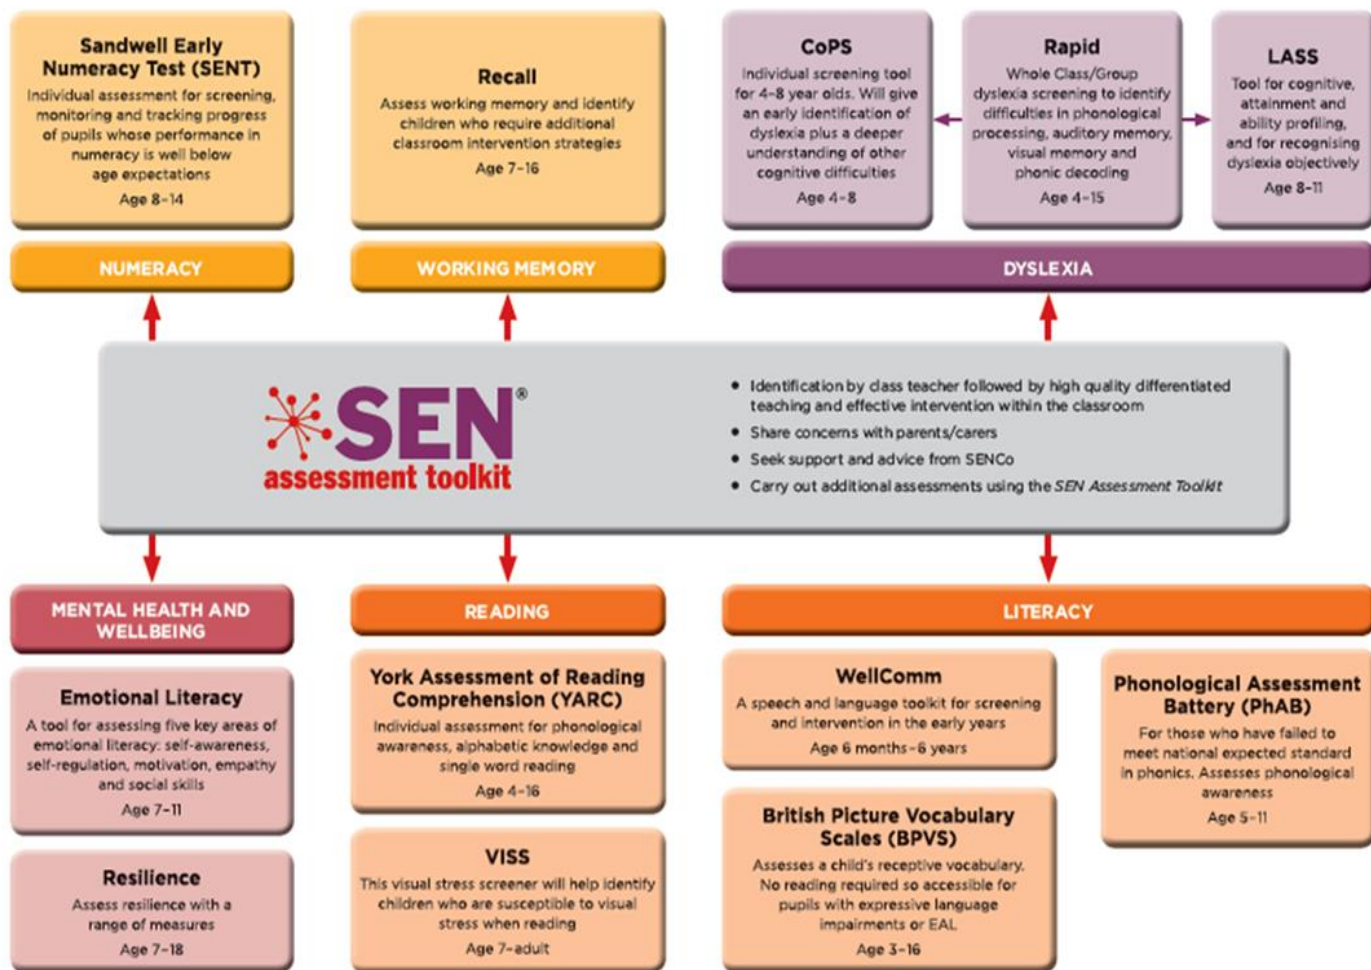 Sandwell Early
Numeracy Test (SENT)
Individual assessment for screening,
monitoring and tracking progress
of pupils whose performance in
numeracy is well below
age expectations
Age 8–14
NUMERACY
Recall
Assess working memory and identify
children who require additional
classroom intervention strategies
Age 7–16
WORKING MEMORY
CoPS
Individual screening tool
for 4–8 year olds. Will give
an early identification of
dyslexia plus a deeper
understanding of other
cognitive difficulties
Age 4–8
Rapid
Whole Class/Group
dyslexia screening to identify
difficulties in phonological
processing, auditory memory,
visual memory and
phonic decoding
Age 4–15
LASS
Tool for cognitive,
attainment and
ability profiling,
and for recognising
dyslexia objectively
Age 8–11
DYSLEXIA
SEN®
assessment toolkit
• Identification by class teacher followed by high quality differentiated
teaching and effective intervention within the classroom
• Share concerns with parents/carers
• Seek support and advice from SENCo
• Carry out additional assessments using the SEN Assessment Toolkit
MENTAL HEALTH AND
WELLBEING
Emotional Literacy
A tool for assessing five key areas of
emotional literacy: self-awareness,
self-regulation, motivation, empathy
and social skills
Age 7–11
Resilience
Assess resilience with a
range of measures
Age 7–18
READING
York Assessment of Reading
Comprehension (YARC)
Individual assessment for phonological
awareness, alphabetic knowledge and
single word reading
Age 4–16
VISS
This visual stress screener will help identify
children who are susceptible to visual
stress when reading
Age 7–adult
LITERACY
WellComm
A speech and language toolkit for screening
and intervention in the early years
Age 6 months–6 years
British Picture Vocabulary
Scales (BPVS)
Assesses a child's receptive vocabulary.
No reading required so accessible for
pupils with expressive language
impairments or EAL
Age 3–16
Phonological Assessment
Battery (PhAB)
For those who have failed to
meet national expected standard
in phonics. Assesses phonological
awareness
Age 5–11